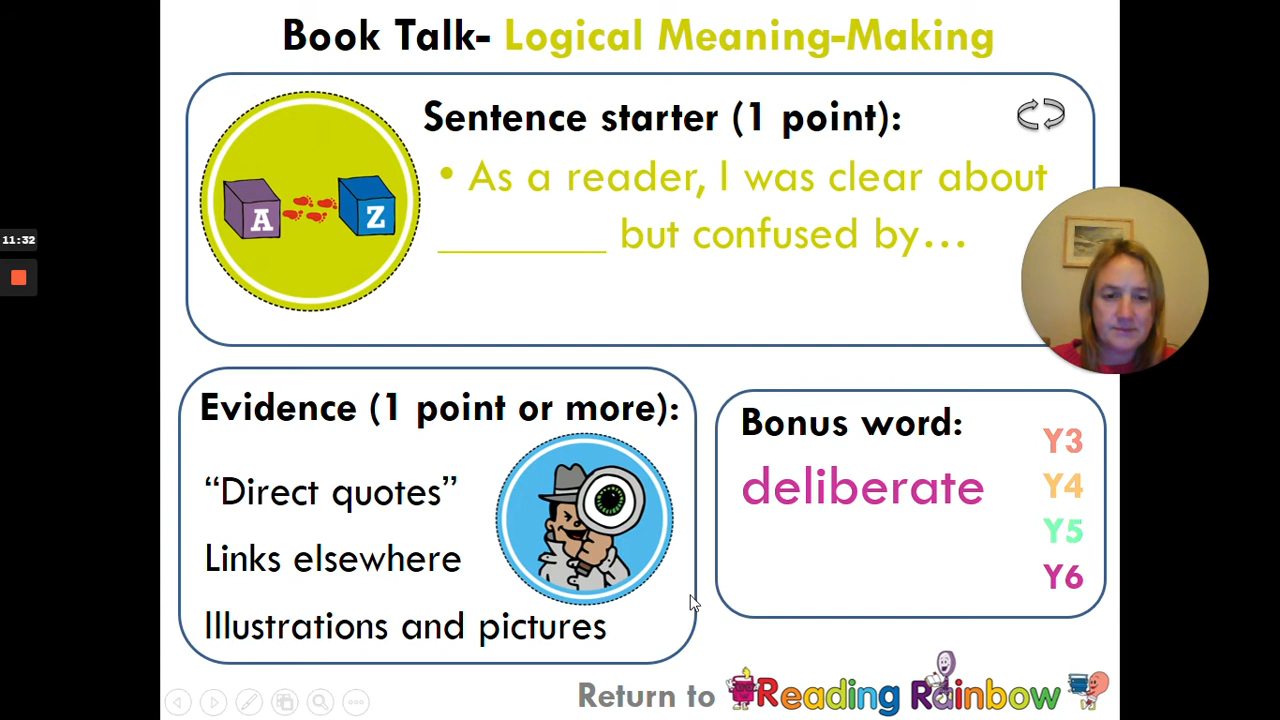 Book Talk- Logical Meaning-Making
Sentence starter (1 point):
• As a reader, I was clear about
_________ but confused by…
A
Z
11:32
Evidence (1 point or more):
“Direct quotes”
Links elsewhere
Illustrations and pictures
Bonus word:
deliberate
Y3
Y4
Y5
Y6
Return to Reading Rainbow